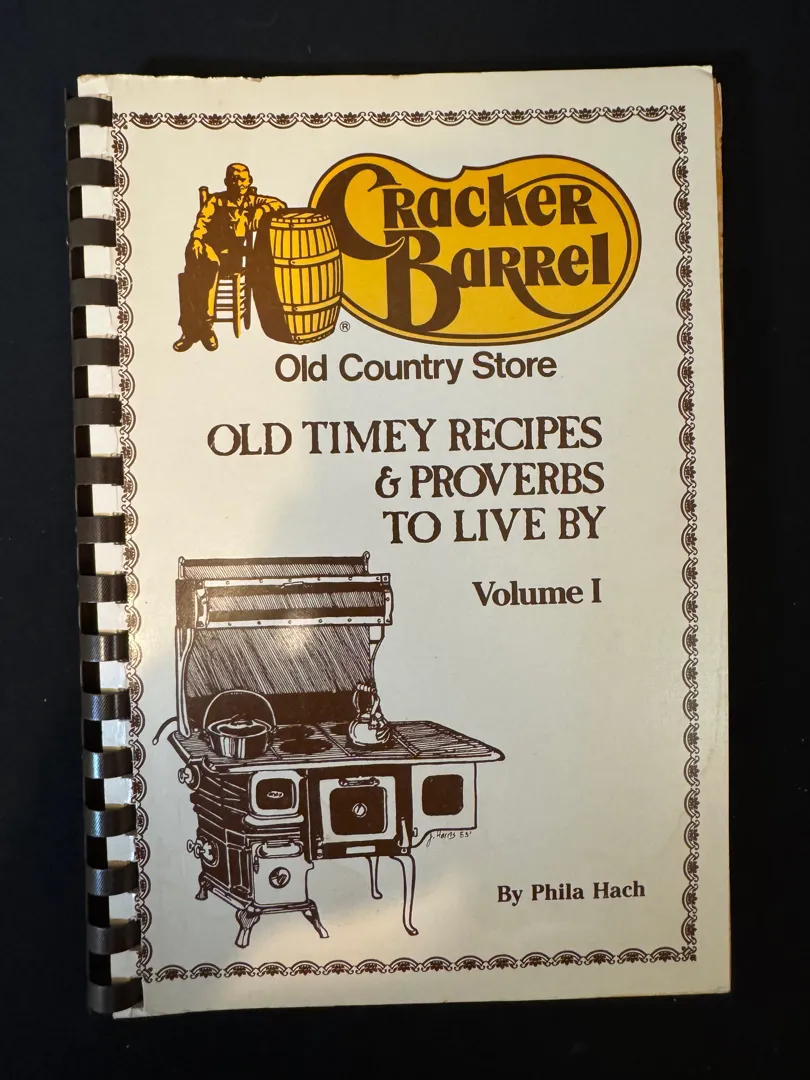 Cracker
Barrel
®
Old Country Store
OLD TIMEY RECIPES
& PROVERBS
TO LIVE BY
Volume I
By Phila Hach